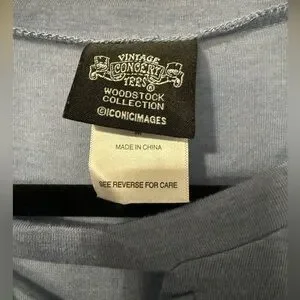 VINTAGE
CONCERT
TEES
WOODSTOCK
COLLECTION
©ICONICIMAGES
MADE IN CHINA
SEE REVERSE FOR CARE